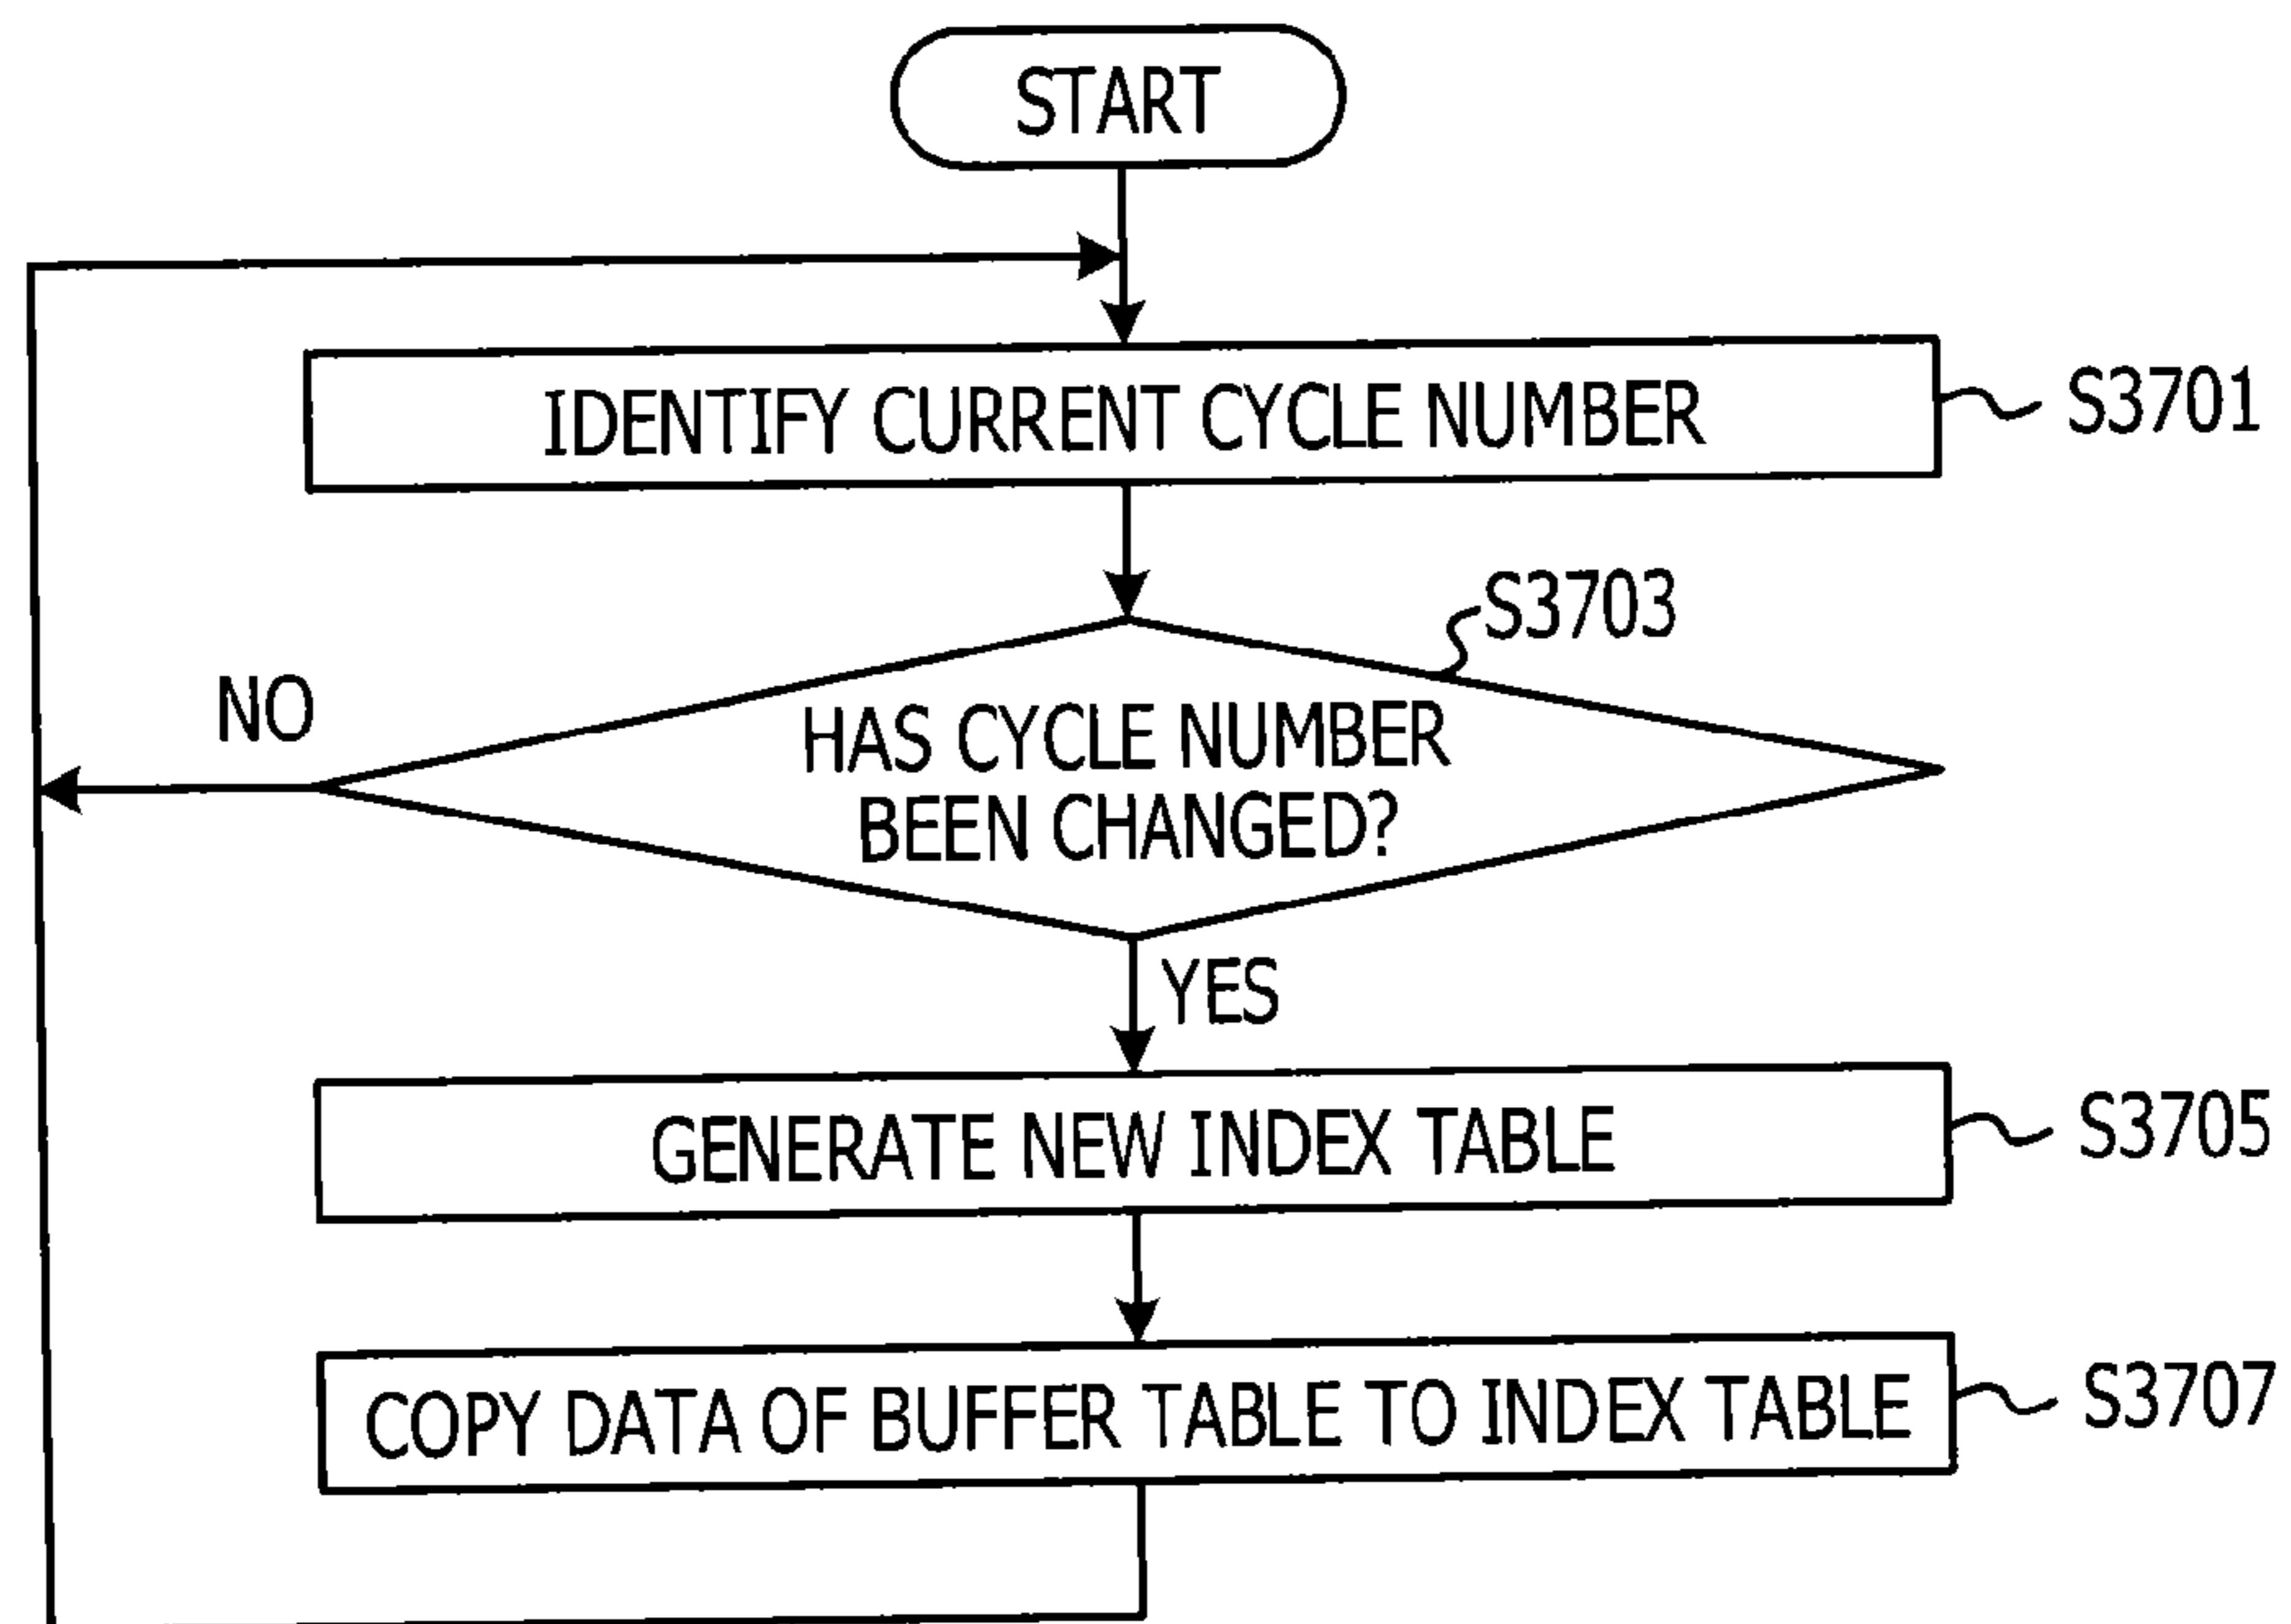 START
IDENTIFY CURRENT CYCLE NUMBER
S3701
S3703
HAS CYCLE NUMBER
BEEN CHANGED?
NO
YES
GENERATE NEW INDEX TABLE
S3705
COPY DATA OF BUFFER TABLE TO INDEX TABLE
S3707